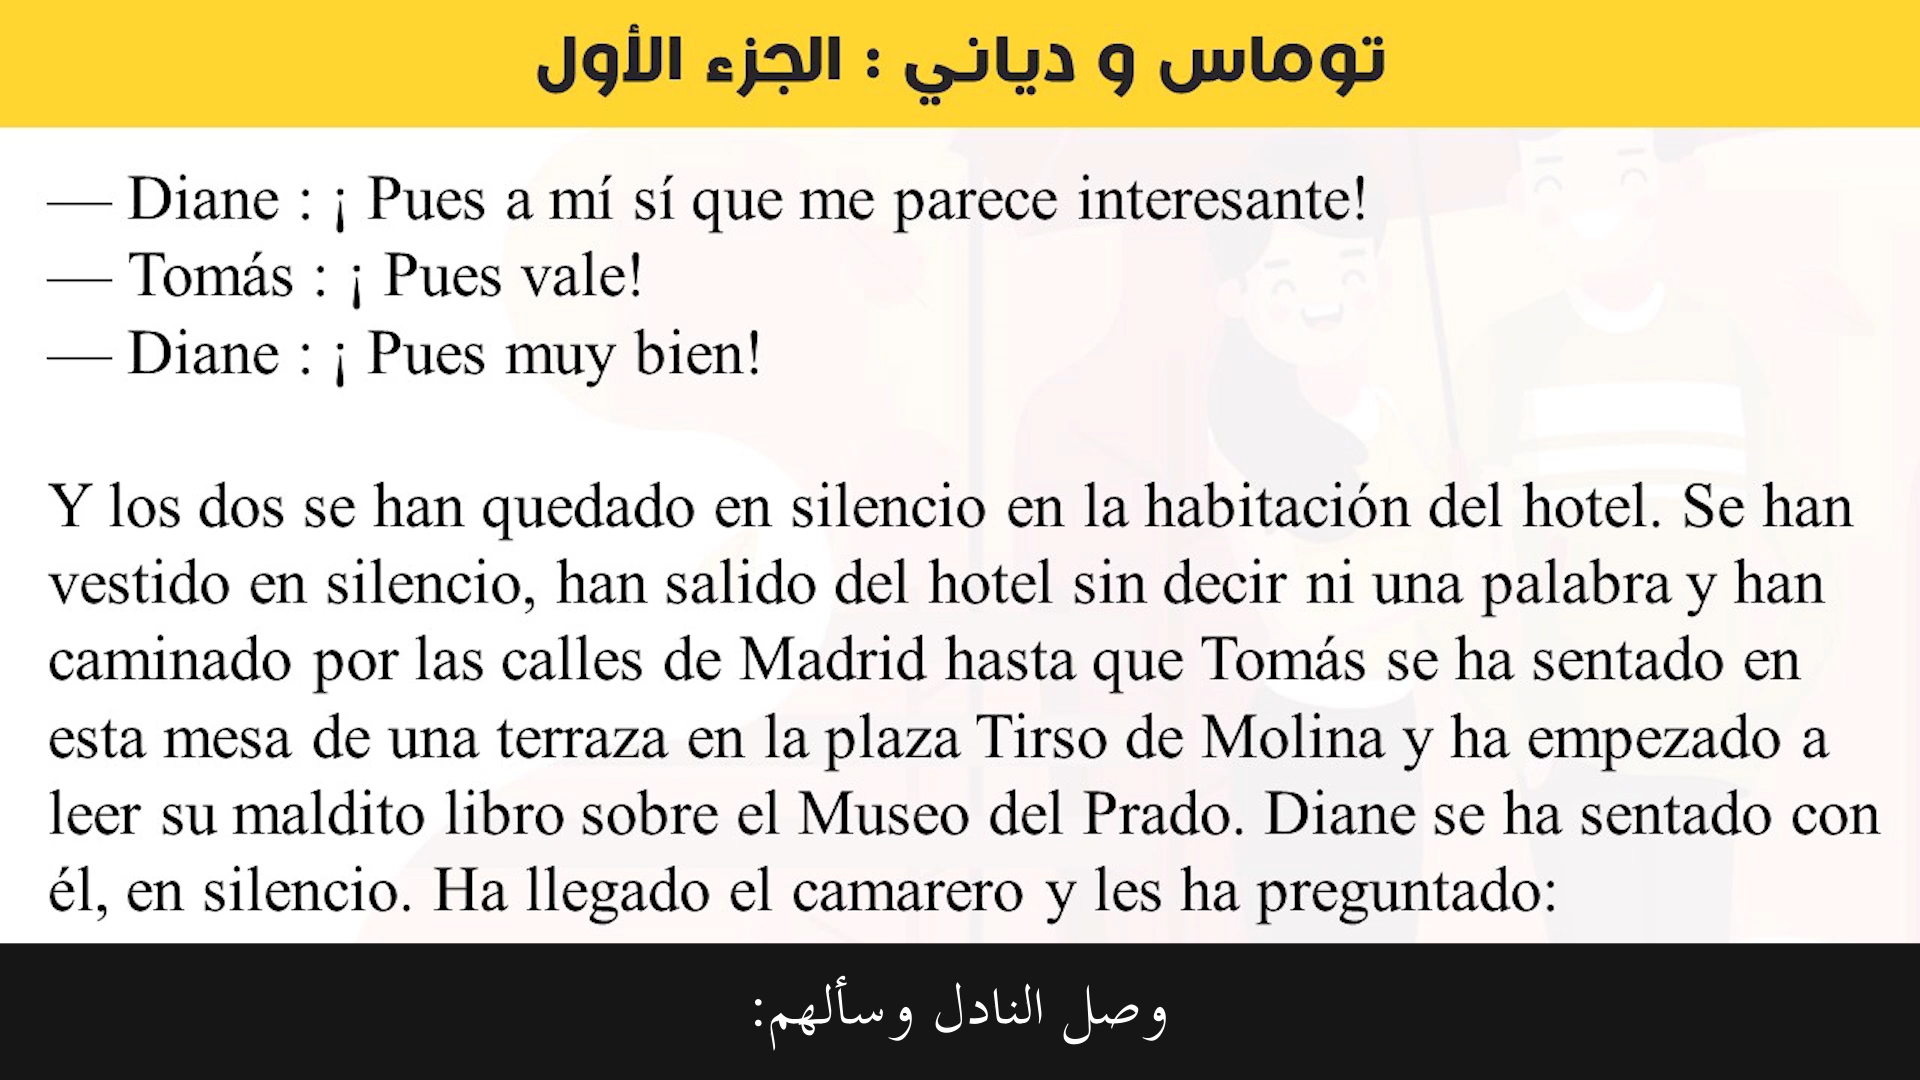 توماس و دياني : الجزء الأول
— Diane : ¡ Pues a mí sí que me parece interesante!
— Tomás : ¡ Pues vale!
— Diane : ¡ Pues muy bien!
Y los dos se han quedado en silencio en la habitación del hotel. Se han
vestido en silencio, han salido del hotel sin decir ni una palabra y han
caminado por las calles de Madrid hasta que Tomás se ha sentado en
esta mesa de una terraza en la plaza Tirso de Molina y ha empezado a
leer su maldito libro sobre el Museo del Prado. Diane se ha sentado con
él, en silencio. Ha llegado el camarero y les ha preguntado:
وصل النادل وسألهم: